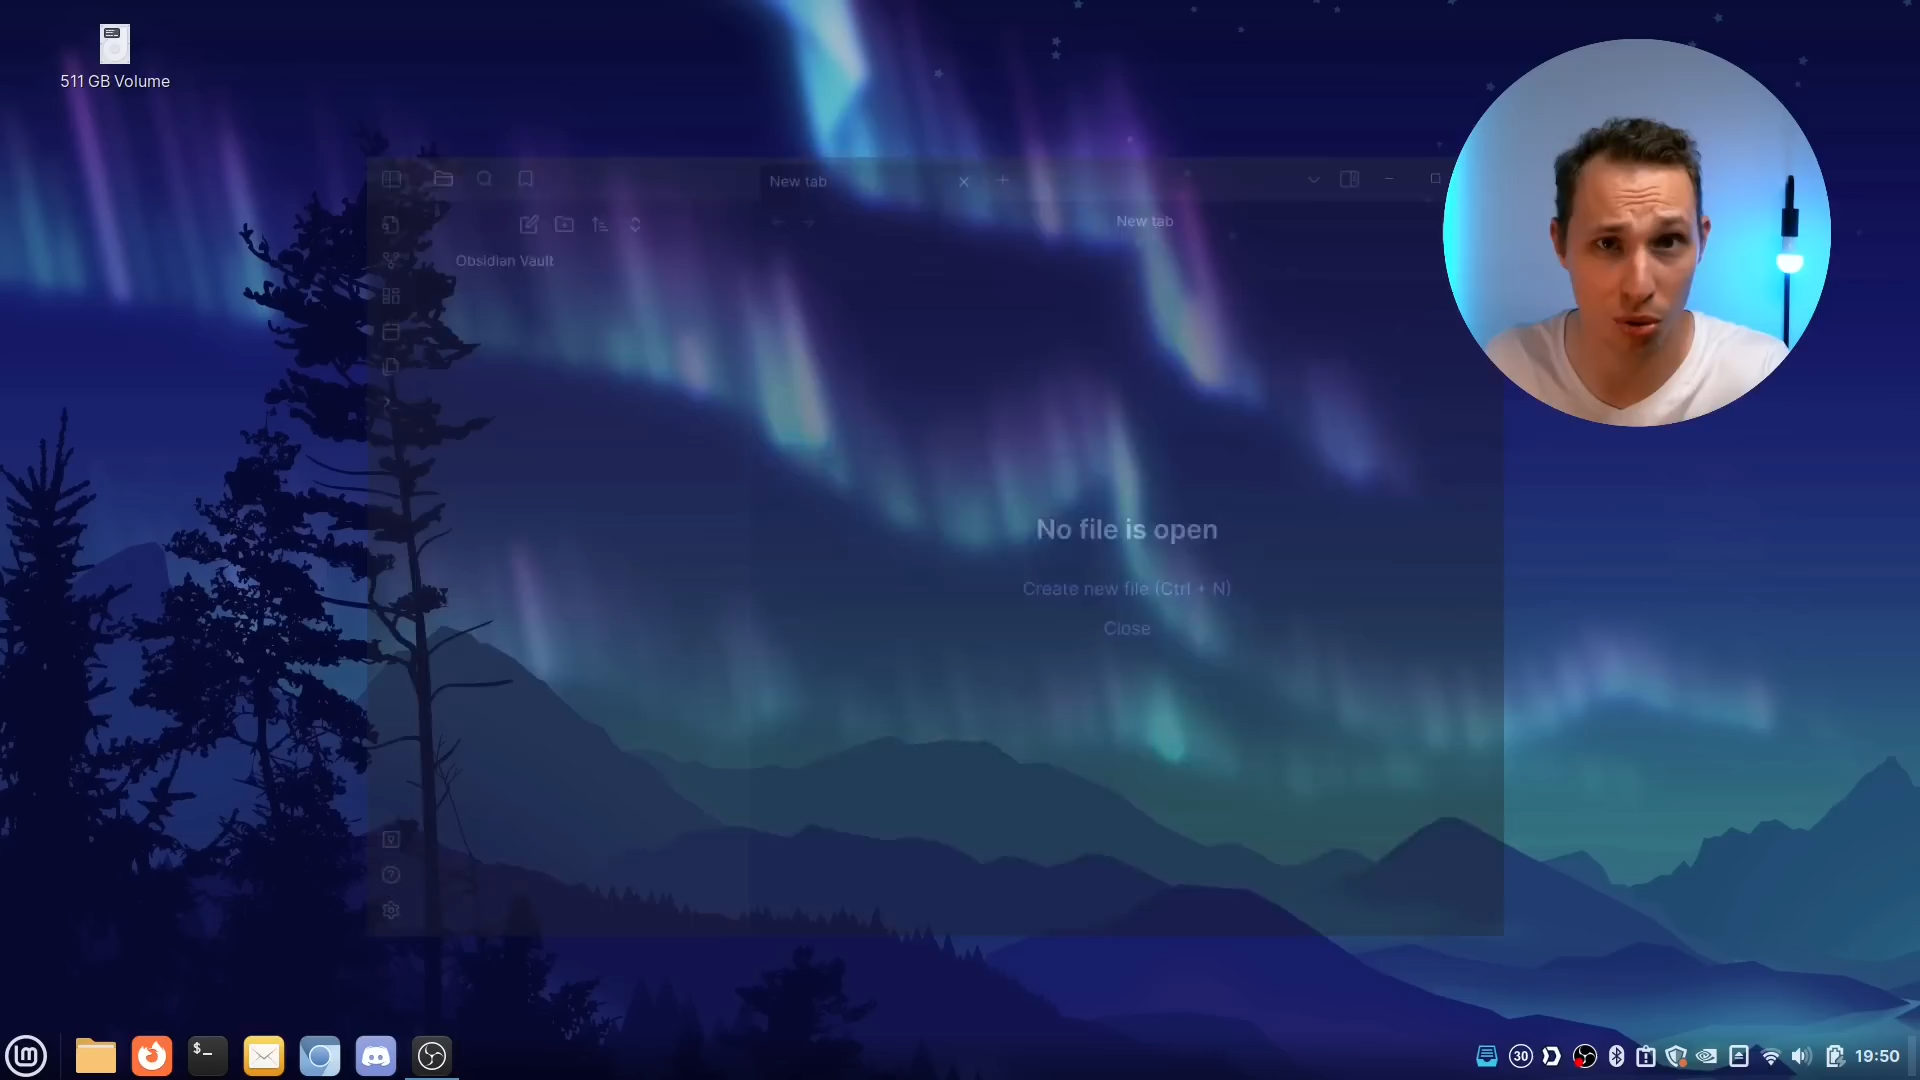 511 GB Volume
New tab
New tab
Obsidian Vault
No file is open
Create new file (Ctrl + N)
Close
$_
30
19:50